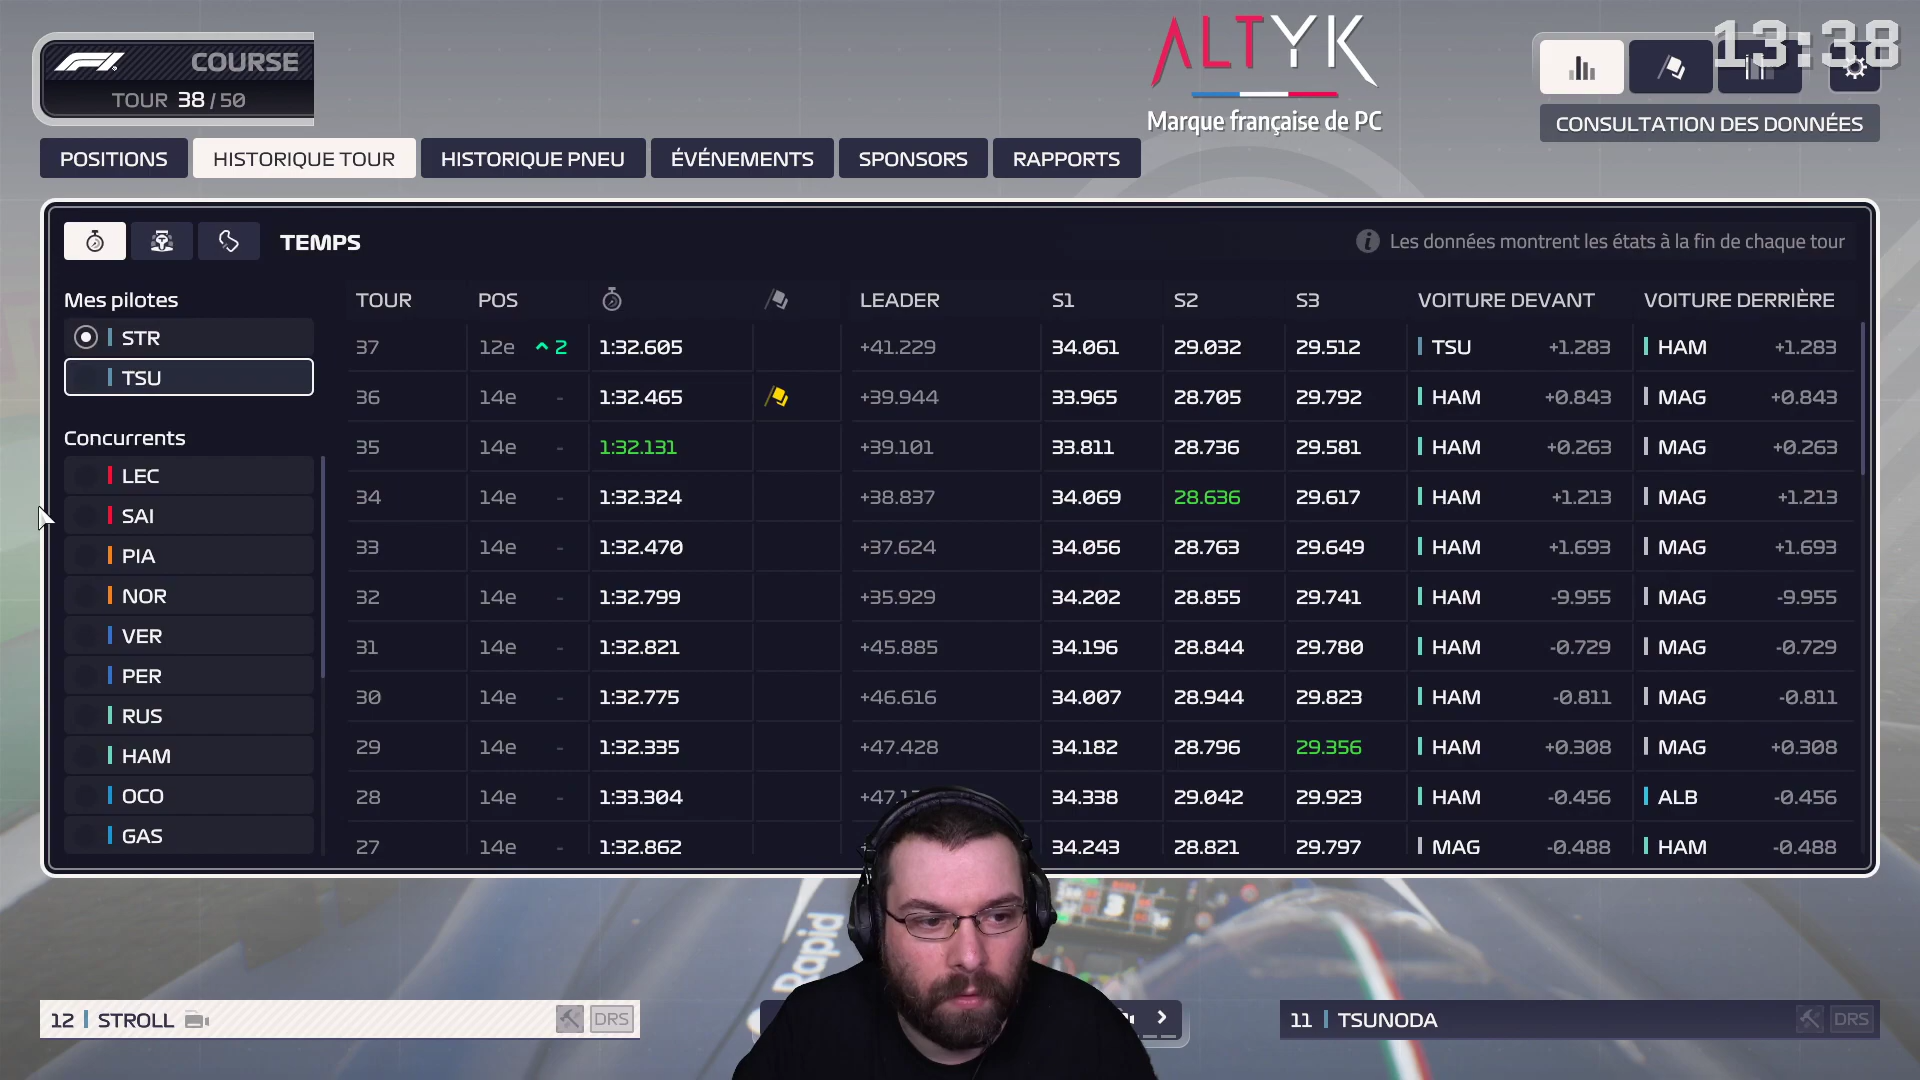 COURSE
TOUR 38 / 50
ALTYK
Marque française de PC
13:38
CONSULTATION DES DONNÉES
POSITIONS HISTORIQUE TOUR HISTORIQUE PNEU ÉVÉNEMENTS SPONSORS RAPPORTS
TEMPS
Les données montrent les états à la fin de chaque tour
Mes pilotes
STR
TSU
Concurrents
LEC
SAI
PIA
NOR
VER
PER
RUS
HAM
OCO
GAS
TOUR POS LEADER S1 S2 S3 VOITURE DEVANT VOITURE DERRIÈRE
37 12e 2 1:32.605 +41.229 34.061 29.032 29.512 TSU +1.283 HAM +1.283
36 14e - 1:32.465 +39.944 33.965 28.705 29.792 HAM +0.843 MAG +0.843
35 14e - 1:32.131 +39.101 33.811 28.736 29.581 HAM +0.263 MAG +0.263
34 14e - 1:32.324 +38.837 34.069 28.636 29.617 HAM +1.213 MAG +1.213
33 14e - 1:32.470 +37.624 34.056 28.763 29.649 HAM +1.693 MAG +1.693
32 14e - 1:32.799 +35.929 34.202 28.855 29.741 HAM -9.955 MAG -9.955
31 14e - 1:32.821 +45.885 34.196 28.844 29.780 HAM -0.729 MAG -0.729
30 14e - 1:32.775 +46.616 34.007 28.944 29.823 HAM -0.811 MAG -0.811
29 14e - 1:32.335 +47.428 34.182 28.796 29.356 HAM +0.308 MAG +0.308
28 14e - 1:33.304 34.338 29.042 29.923 HAM -0.456 ALB -0.456
27 14e - 1:32.862 34.243 28.821 29.797 MAG -0.488 HAM -0.488
Rapid
12 STROLL DRS
11 TSUNODA DRS